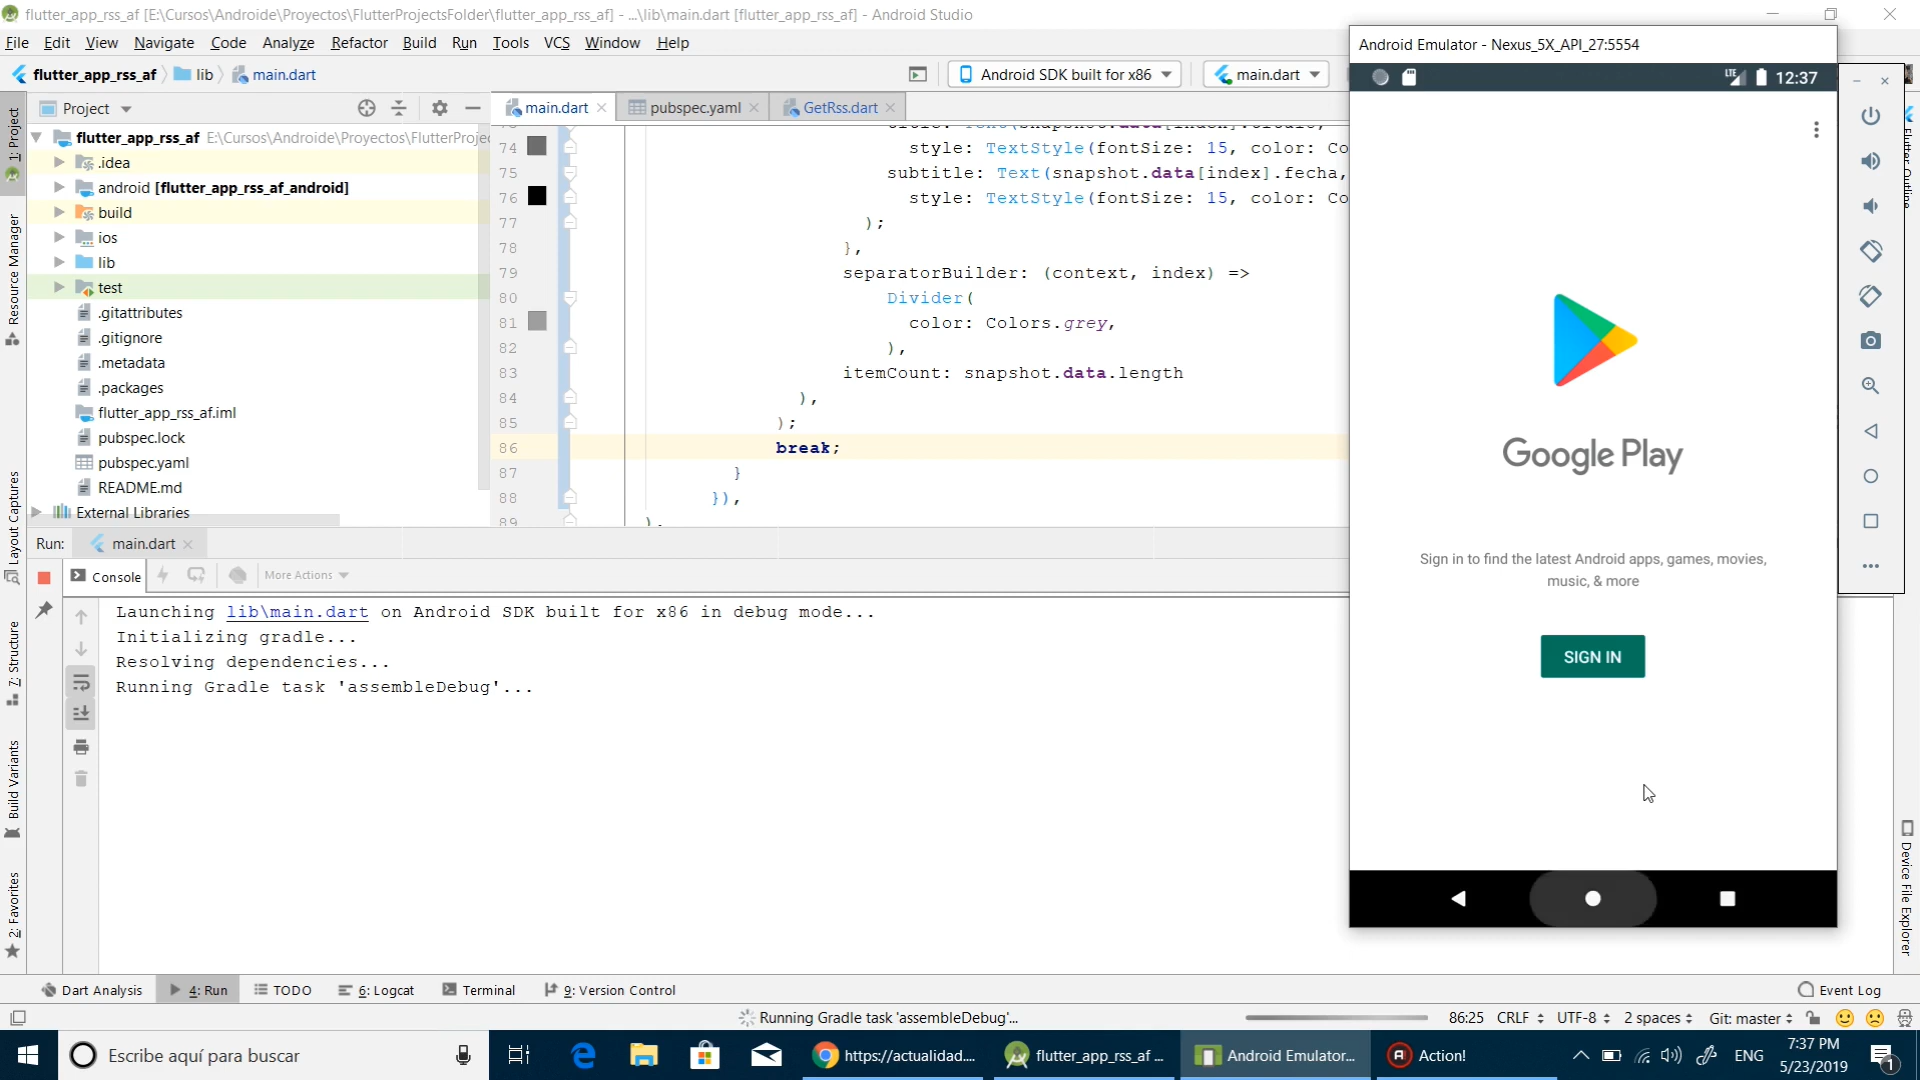 flutter_app_rss_af [E:\Cursos\Androide\Proyectos\FlutterProjectsFolder\flutter_app_rss_af] - ...\lib\main.dart [flutter_app_rss_af] - Android Studio
File Edit View Navigate Code Analyze Refactor Build Run Tools VCS Window Help
flutter_app_rss_af lib main.dart
Android SDK built for x86
main.dart
Project
main.dart
pubspec.yaml
GetRss.dart
flutter_app_rss_af E:\Cursos\Androide\Proyectos\FlutterProje
.idea
android [flutter_app_rss_af_android]
build
ios
lib
test
.gitattributes
.gitignore
.metadata
.packages
flutter_app_rss_af.iml
pubspec.lock
pubspec.yaml
README.md
External Libraries
74 style: TextStyle(fontSize: 15, color: Co
75 subtitle: Text(snapshot.data[index].fecha,
76 style: TextStyle(fontSize: 15, color: Co
77 );
78 },
79 separatorBuilder: (context, index) =>
80 Divider(
81 color: Colors.grey,
82 ),
83 itemCount: snapshot.data.length
84 ),
85 );
86 break;
87 }
88 }),
89 ),
Run: main.dart
Console
More Actions
Launching lib\main.dart on Android SDK built for x86 in debug mode...
Initializing gradle...
Resolving dependencies...
Running Gradle task 'assembleDebug'...
1: Project
Resource Manager
Layout Captures
7: Structure
Build Variants
2: Favorites
Android Emulator - Nexus_5X_API_27:5554
LTE 12:37
Google Play
Sign in to find the latest Android apps, games, movies,
music, & more
SIGN IN
Flutter Outline
Device File Explorer
Dart Analysis
4: Run
TODO
6: Logcat
Terminal
9: Version Control
Event Log
Running Gradle task 'assembleDebug'...
86:25 CRLF UTF-8 2 spaces Git: master
Escribe aquí para buscar
https://actualidad....
flutter_app_rss_af ...
Android Emulator...
Action!
ENG
7:37 PM
5/23/2019
1